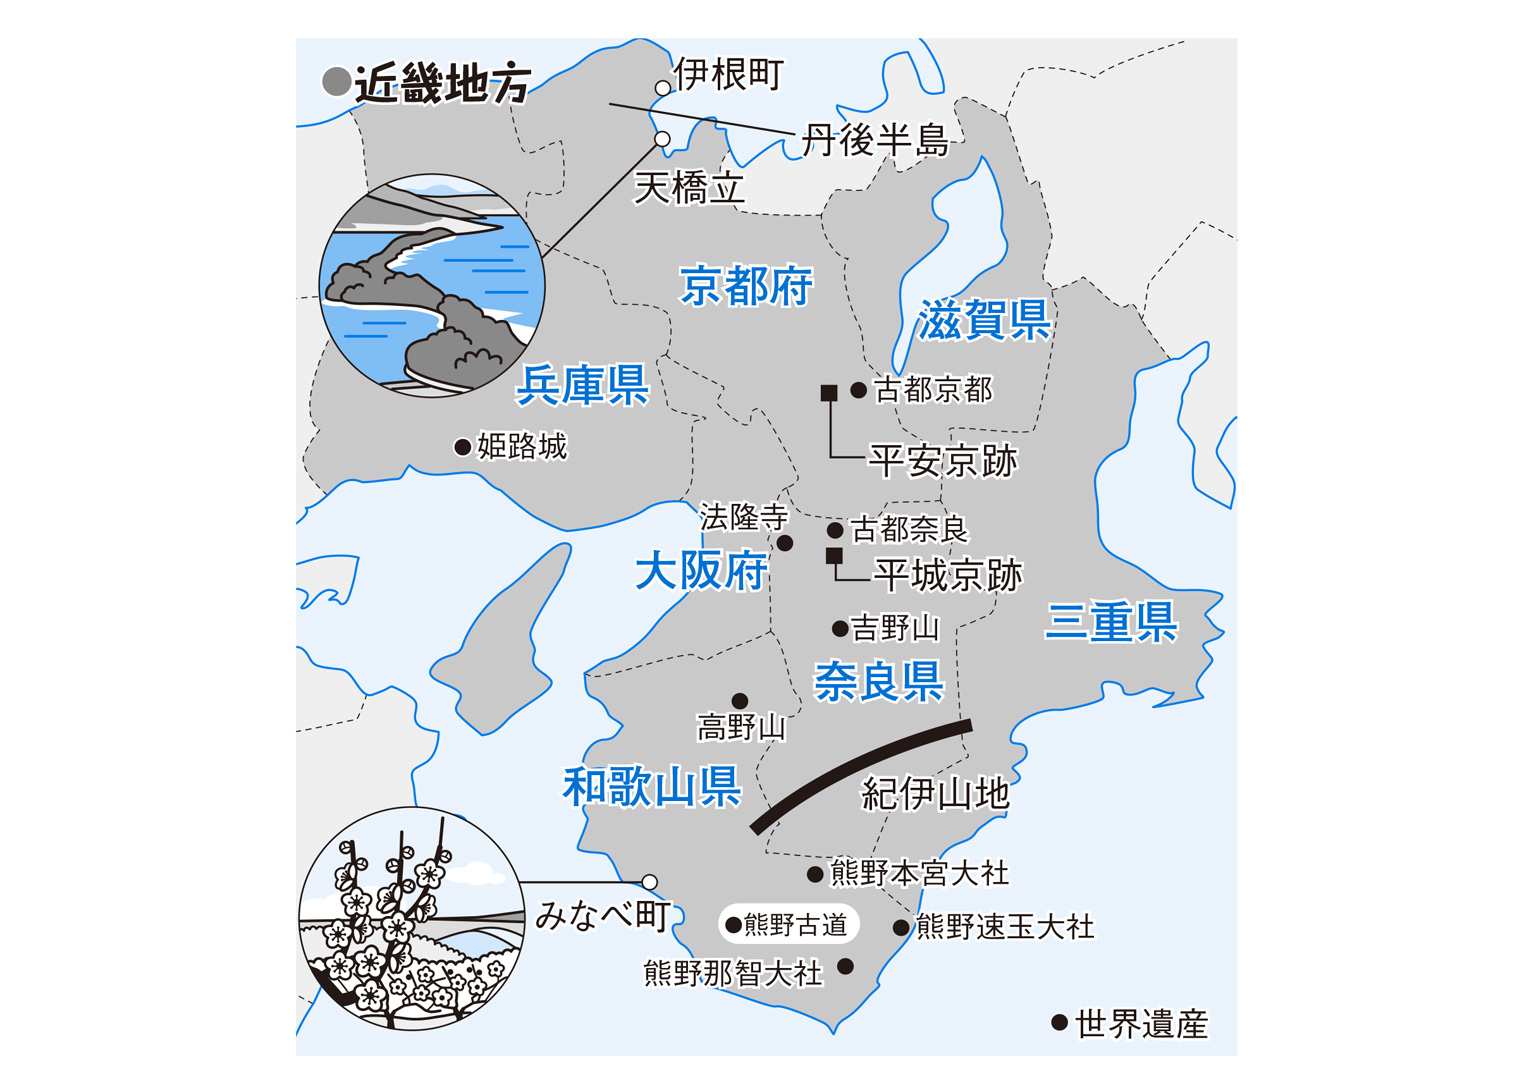 近畿地方
伊根町
丹後半島
天橋立
京都府
滋賀県
兵庫県
古都京都
姫路城
平安京跡
法隆寺
古都奈良
大阪府
平城京跡
三重県
吉野山
奈良県
高野山
和歌山県
紀伊山地
熊野本宮大社
みなべ町
熊野古道
熊野速玉大社
熊野那智大社
世界遺産